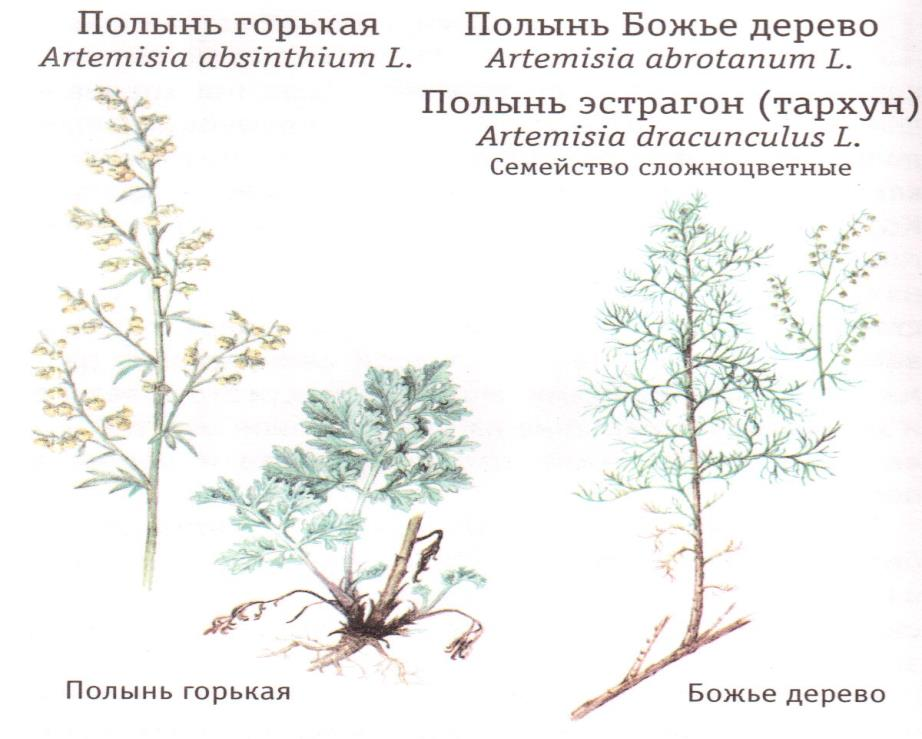 Полынь горькая
Artemisia absinthium L.
Полынь Божье дерево
Artemisia abrotanum L.
Полынь эстрагон (тархун)
Artemisia dracunculus L.
Семейство сложноцветные
Полынь горькая
Божье дерево